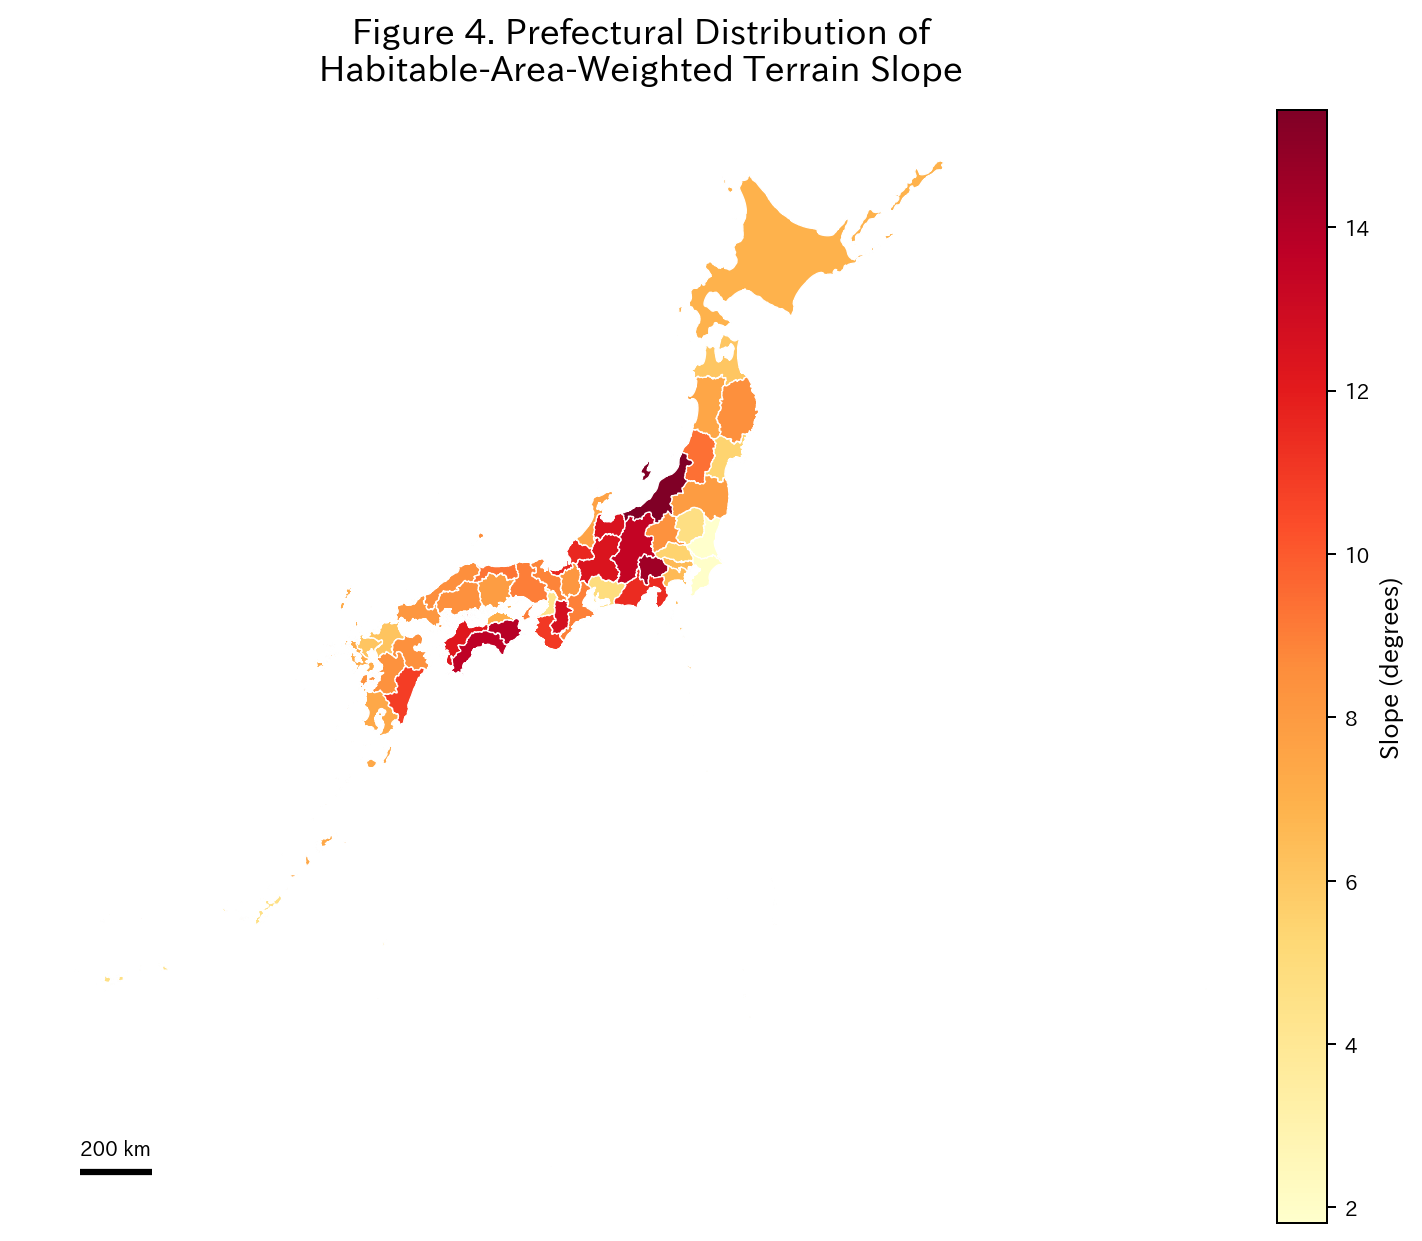 Figure 4. Prefectural Distribution of
Habitable-Area-Weighted Terrain Slope
14
12
10
8
6
4
2
Slope (degrees)
200 km